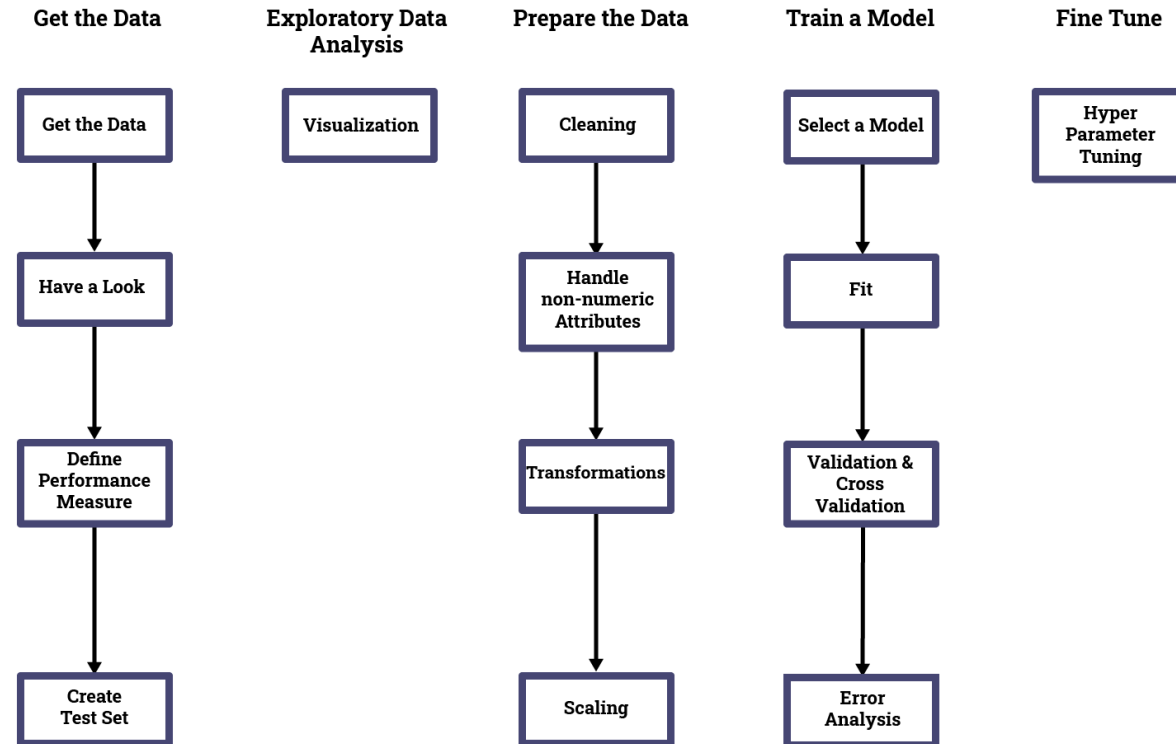 Get the Data
Exploratory Data
Analysis
Prepare the Data
Train a Model
Fine Tune
Get the Data
Have a Look
Define
Performance
Measure
Create
Test Set
Visualization
Cleaning
Handle
non-numeric
Attributes
Transformations
Scaling
Select a Model
Fit
Validation &
Cross
Validation
Error
Analysis
Hyper
Parameter
Tuning